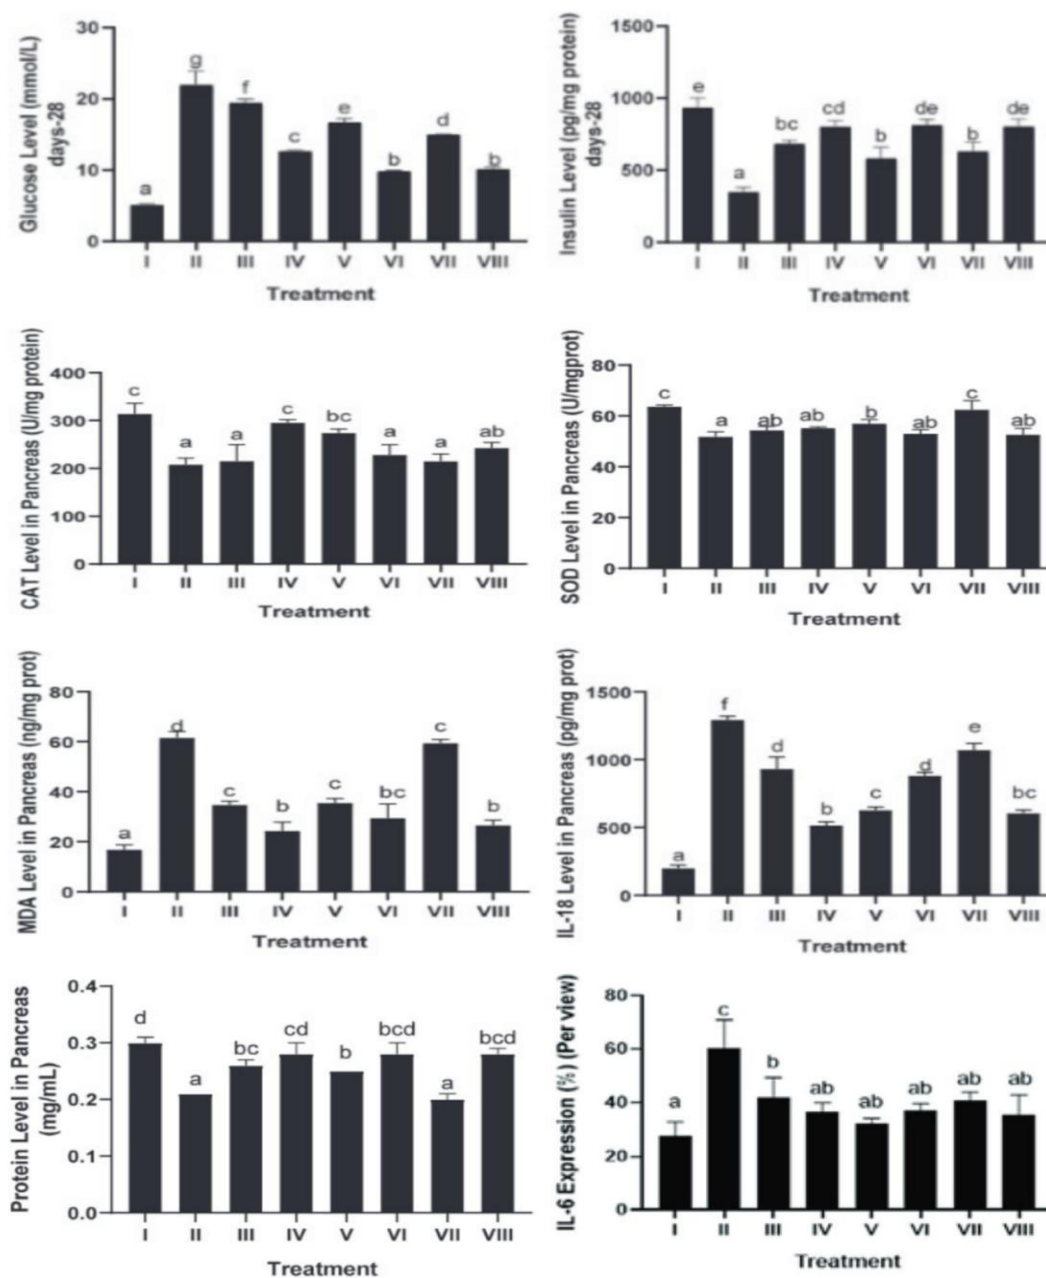 Glucose Level (mmol/L)
days-28
30
20
10
0
a
g
f
c
e
b
d
b
I II III IV V VI VII VIII
Treatment
Insulin Level (pg/mg protein)
days-28
1500
1000
500
0
e
a
bc
cd
b
de
b
de
I II III IV V VI VII VIII
Treatment
CAT Level in Pancreas (U/mg protein)
400
300
200
100
0
c
a
a
c
bc
a
a
ab
I II III IV V VI VII VIII
Treatment
SOD Level in Pancreas (U/mgprot)
80
60
40
20
0
c
a
ab
ab
b
ab
c
ab
I II III IV V VI VII VIII
Treatment
MDA Level in Pancreas (ng/mg prot)
80
60
40
20
0
a
d
c
b
c
bc
c
b
I II III IV V VI VII VIII
Treatment
IL-18 Level in Pancreas (pg/mg prot)
1500
1000
500
0
a
f
d
b
c
d
e
bc
I II III IV V VI VII VIII
Treatment
Protein Level in Pancreas
(mg/mL)
0.4
0.3
0.2
0.1
0.0
d
a
bc
cd
b
bcd
a
bcd
I II III IV V VI VII VIII
Treatment
IL-6 Expression (%) (Per view)
80
60
40
20
0
a
c
b
ab
ab
ab
ab
ab
I II III IV V VI VII VIII
Treatment